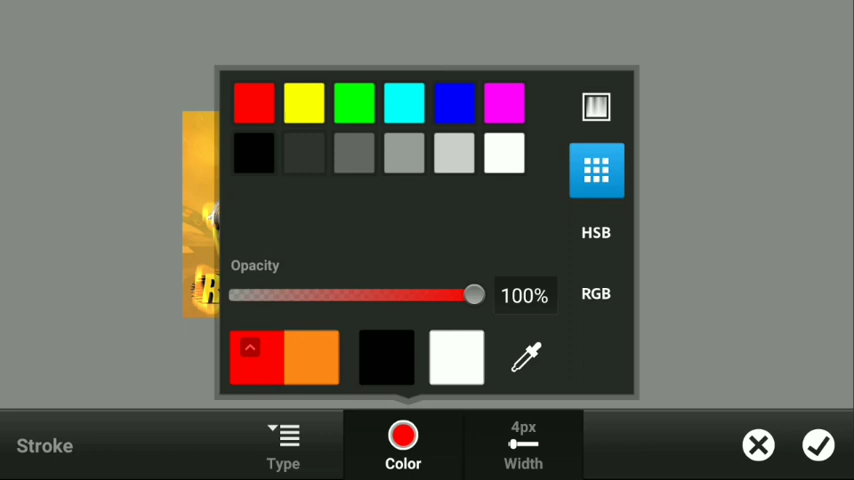 HSB
Opacity
100%
RGB
Stroke
Type
Color
4px
Width